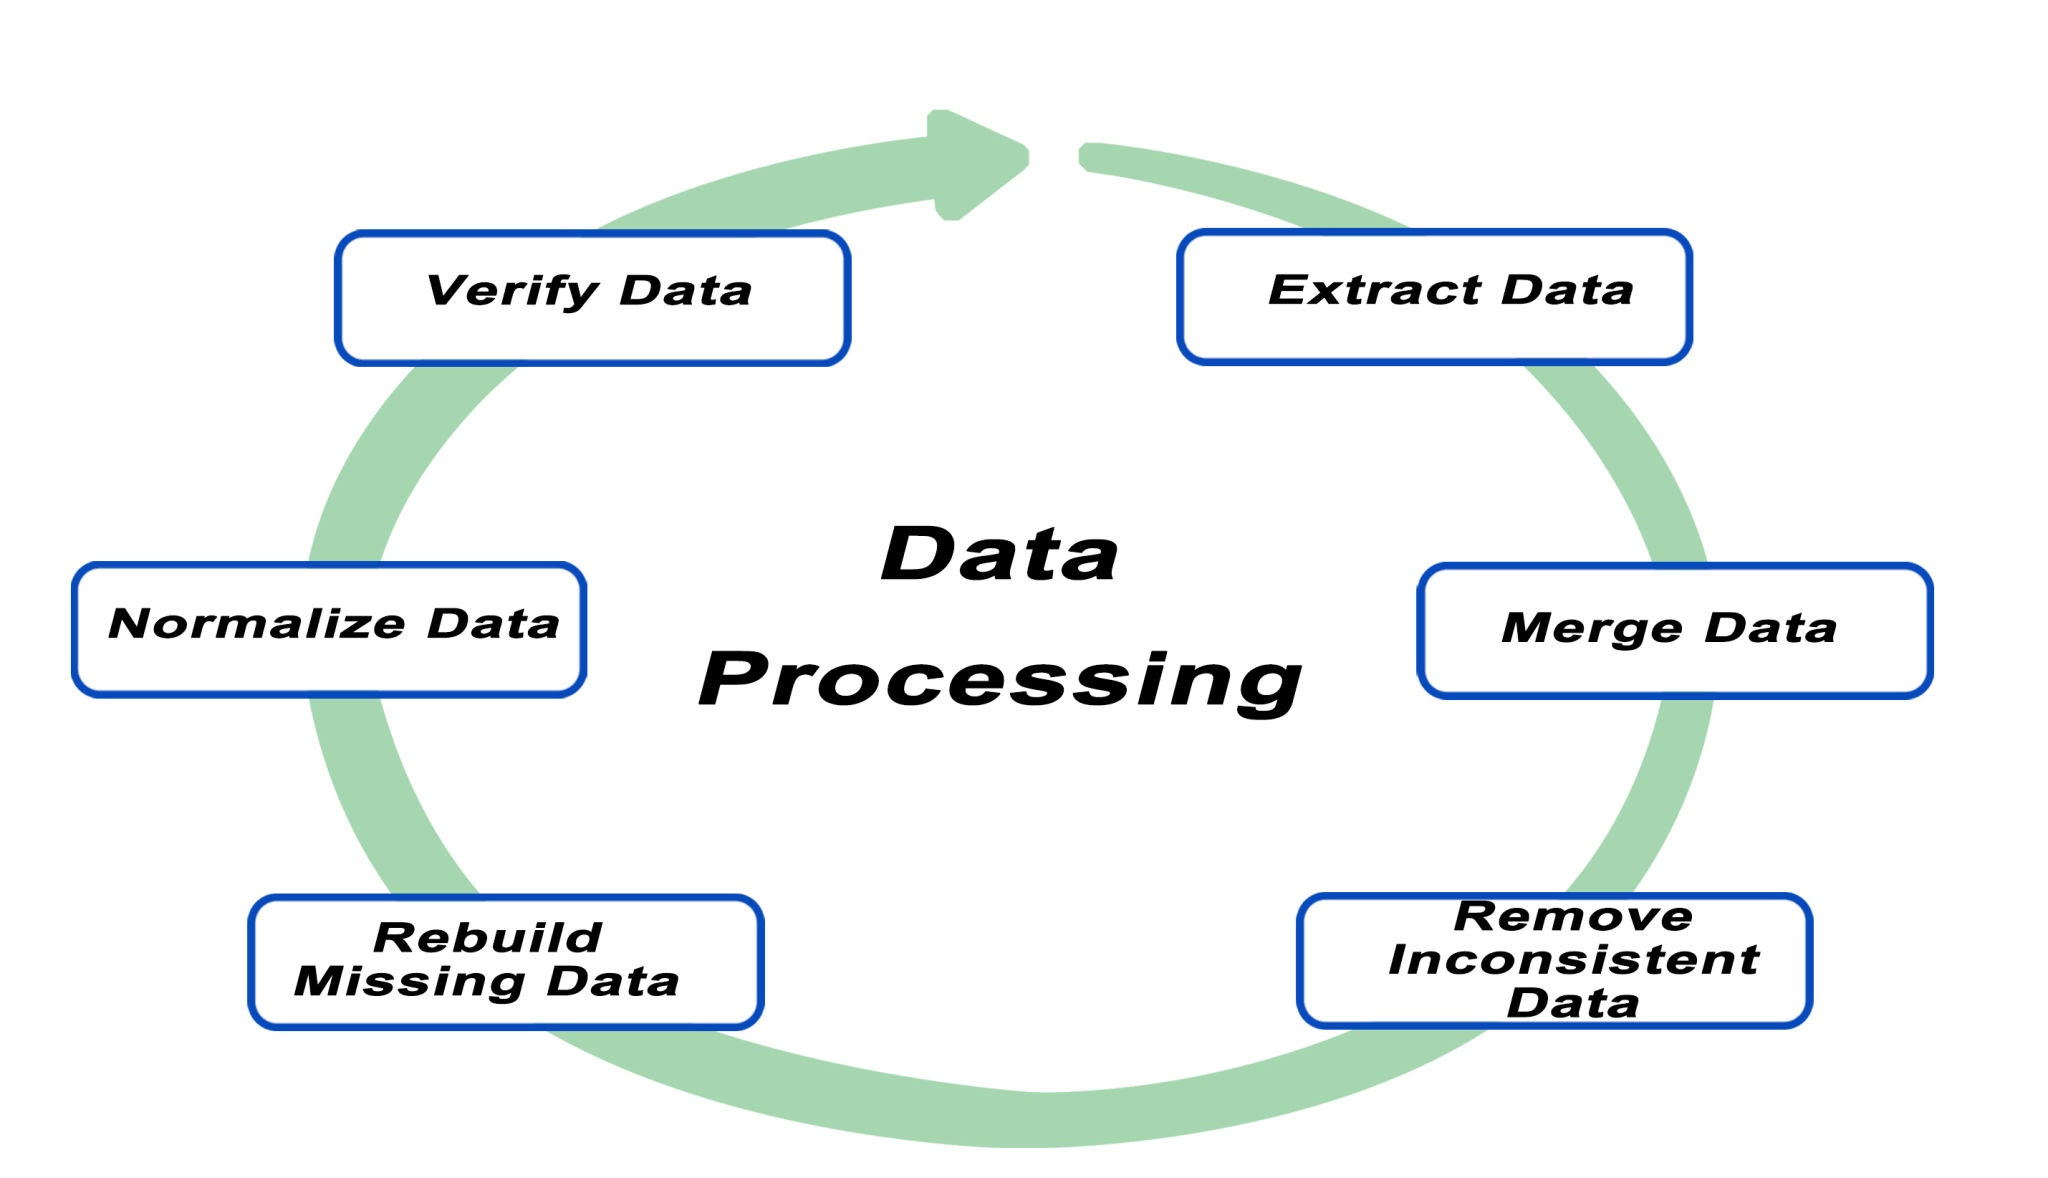 Verify Data
Extract Data
Data
Processing
Normalize Data
Merge Data
Rebuild
Missing Data
Remove
Inconsistent
Data